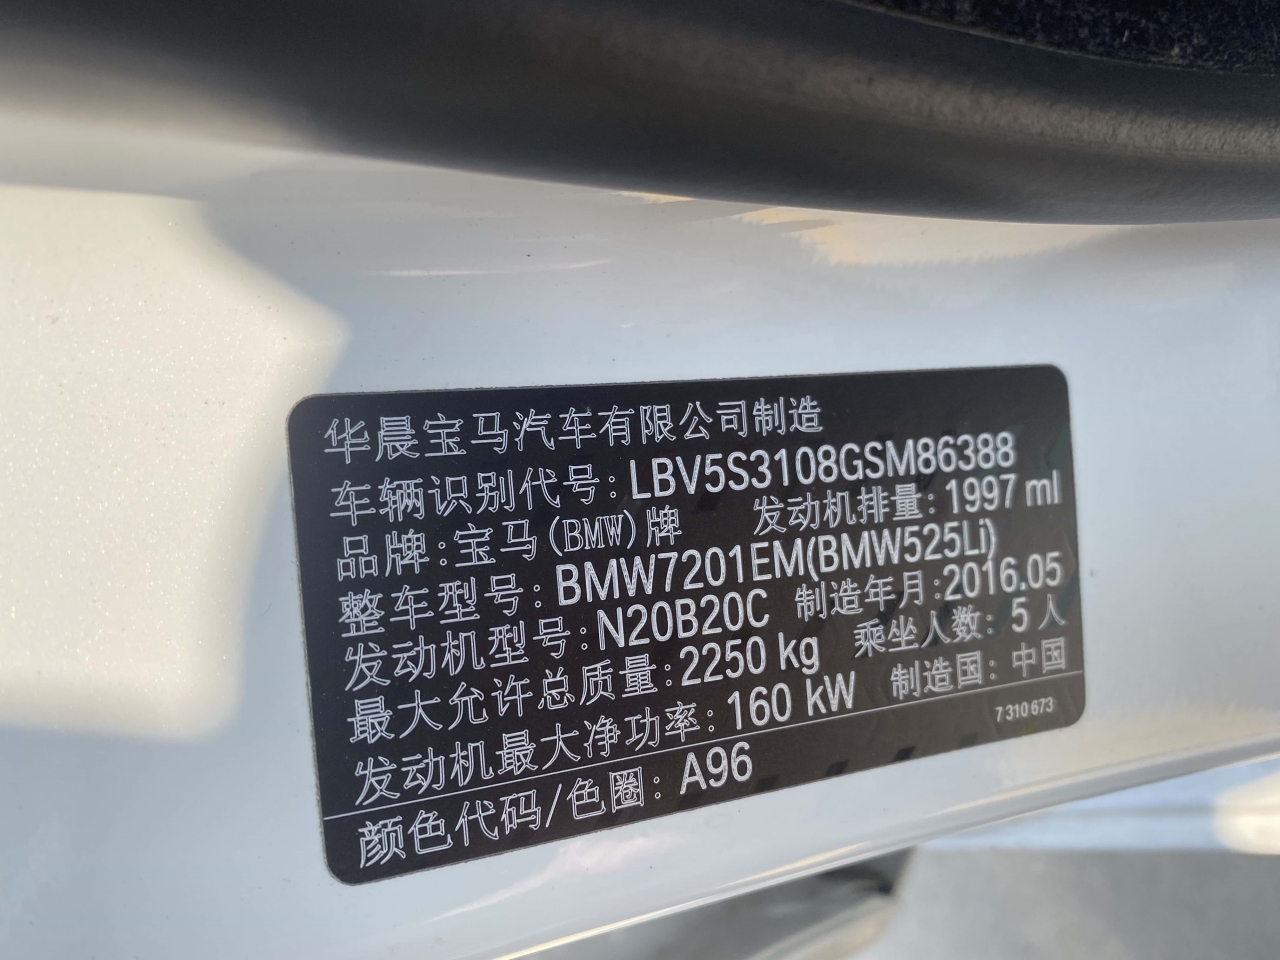 华晨宝马汽车有限公司制造
车辆识别代号: LBV5S3108GSM86388
品牌:宝马(BMW)牌 发动机排量: 1997 ml
整车型号: BMW7201EM(BMW525Li)
发动机型号: N20B20C 制造年月:2016.05
最大允许总质量: 2250 kg 乘坐人数: 5 人
发动机最大净功率: 160 kW 制造国: 中国
颜色代码/色圈: A96 7 310 673